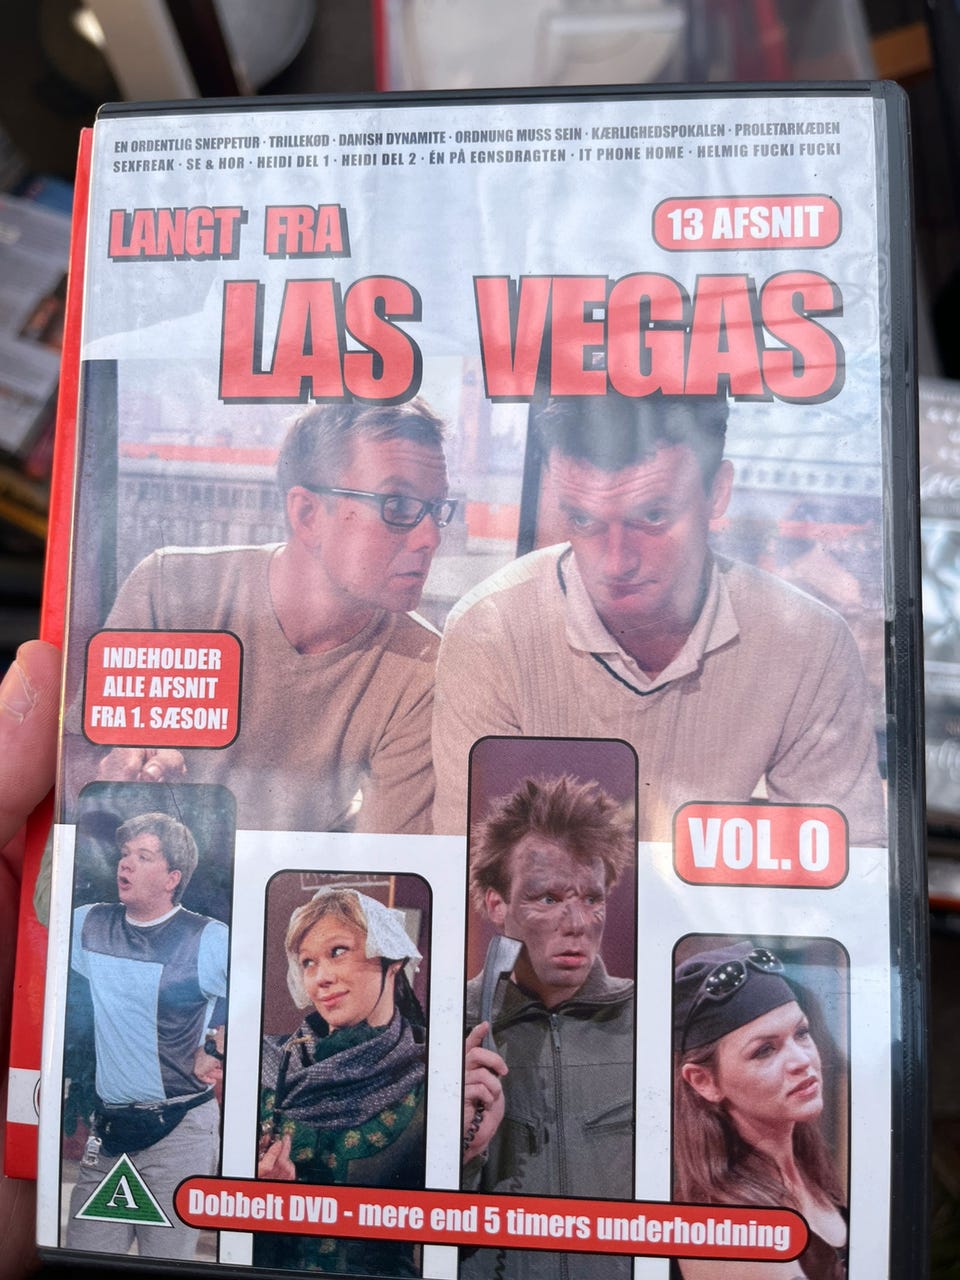 EN ORDENTLIG SNEPPETUR · TRILLEKØD · DANISH DYNAMITE · ORDNUNG MUSS SEIN · KÆRLIGHEDSPOKALEN · PROLETARKÆDEN
SEXFREAK · SE & HOR · HEIDI DEL 1 · HEIDI DEL 2 · ÉN PÅ EGNSDRAGTEN · IT PHONE HOME · HELMIG FUCKI FUCKI
LANGT FRA
13 AFSNIT
LAS VEGAS
INDEHOLDER
ALLE AFSNIT
FRA 1. SÆSON!
VOL. 0
A
Dobbelt DVD - mere end 5 timers underholdning